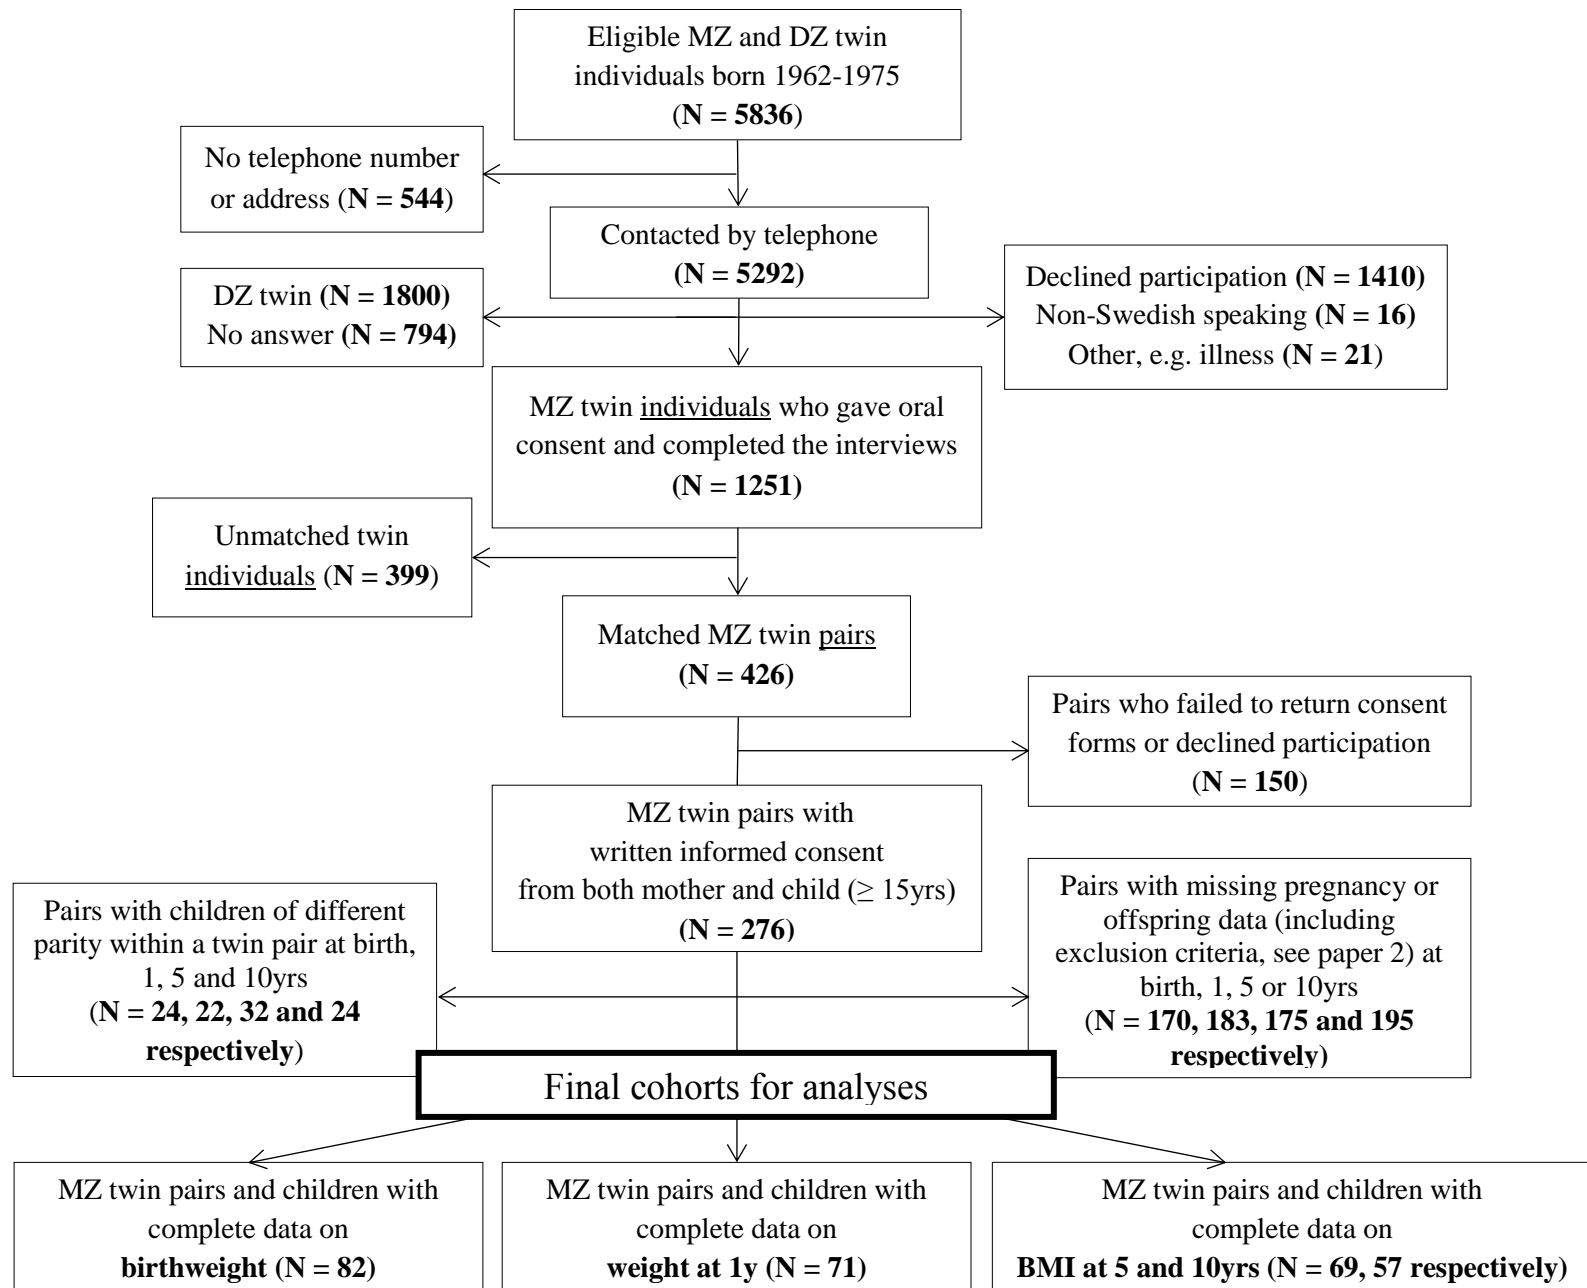 Eligible MZ and DZ twin
individuals born 1962-1975
(N = 5836)
No telephone number
or address (N = 544)
Contacted by telephone
(N = 5292)
DZ twin (N = 1800)
No answer (N = 794)
Declined participation (N = 1410)
Non-Swedish speaking (N = 16)
Other, e.g. illness (N = 21)
MZ twin individuals who gave oral
consent and completed the interviews
(N = 1251)
Unmatched twin
individuals (N = 399)
Matched MZ twin pairs
(N = 426)
Pairs who failed to return consent
forms or declined participation
(N = 150)
MZ twin pairs with
written informed consent
from both mother and child (≥ 15yrs)
(N = 276)
Pairs with children of different
parity within a twin pair at birth,
1, 5 and 10yrs
(N = 24, 22, 32 and 24
respectively)
Pairs with missing pregnancy or
offspring data (including
exclusion criteria, see paper 2) at
birth, 1, 5 or 10yrs
(N = 170, 183, 175 and 195
respectively)
Final cohorts for analyses
MZ twin pairs and children with
complete data on
birthweight (N = 82)
MZ twin pairs and children with
complete data on
weight at 1y (N = 71)
MZ twin pairs and children with
complete data on
BMI at 5 and 10yrs (N = 69, 57 respectively)